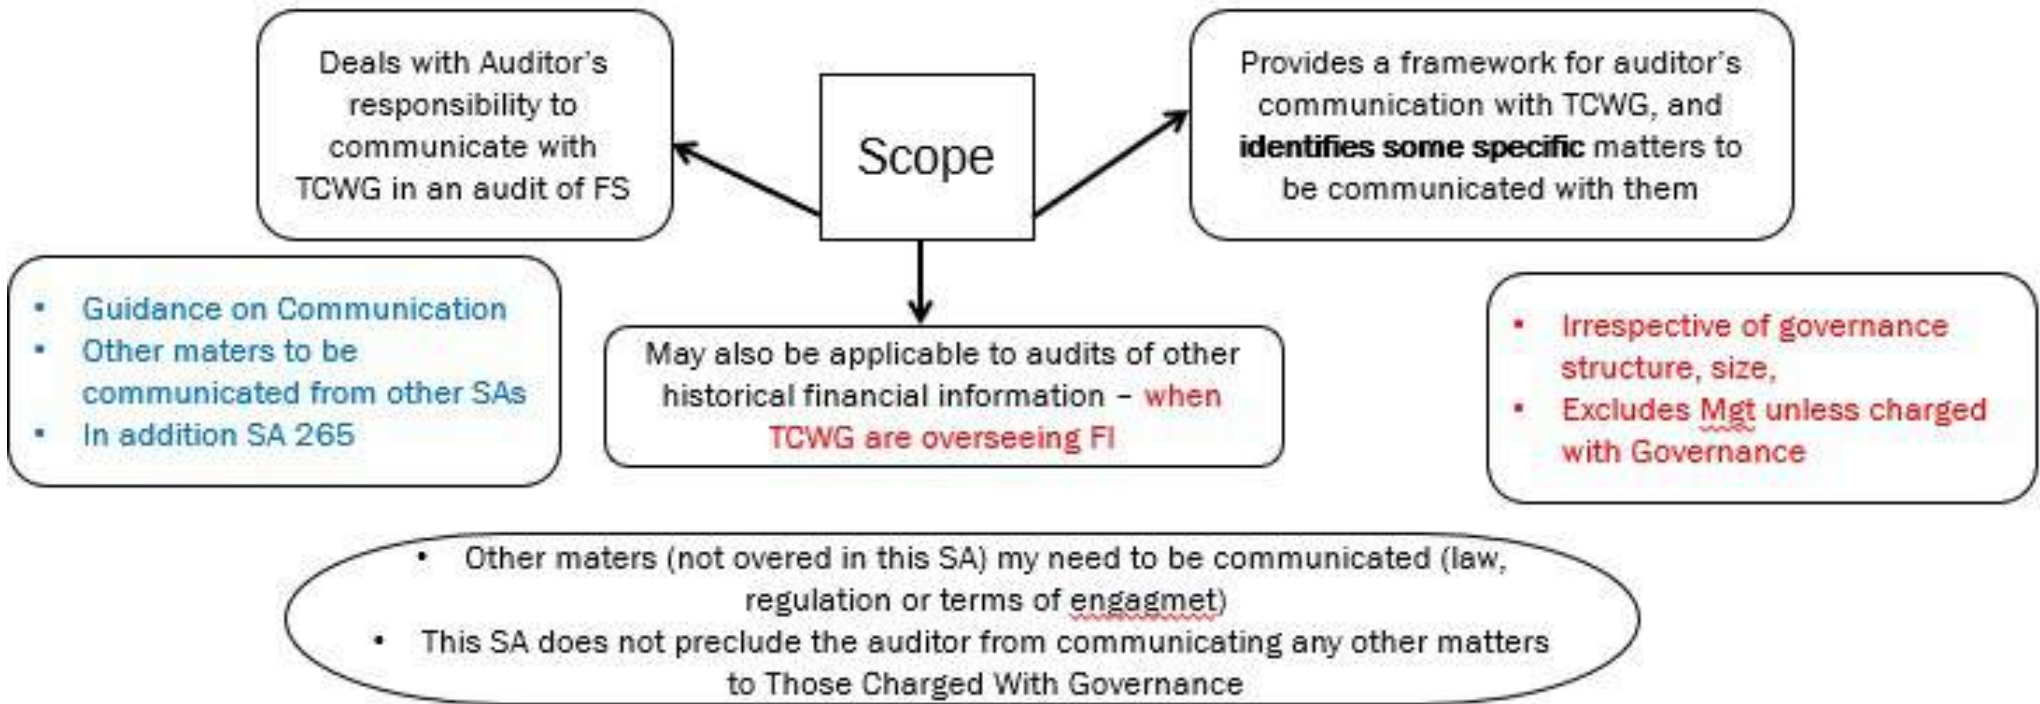 Deals with Auditor's
responsibility to
communicate with
TCWG in an audit of FS
Scope
Provides a framework for auditor's
communication with TCWG, and
identifies some specific matters to
be communicated with them
• Guidance on Communication
• Other maters to be
communicated from other SAs
• In addition SA 265
May also be applicable to audits of other
historical financial information – when
TCWG are overseeing FI
• Irrespective of governance
structure, size,
• Excludes Mgt unless charged
with Governance
• Other maters (not overed in this SA) my need to be communicated (law,
regulation or terms of engagmet)
• This SA does not preclude the auditor from communicating any other matters
to Those Charged With Governance